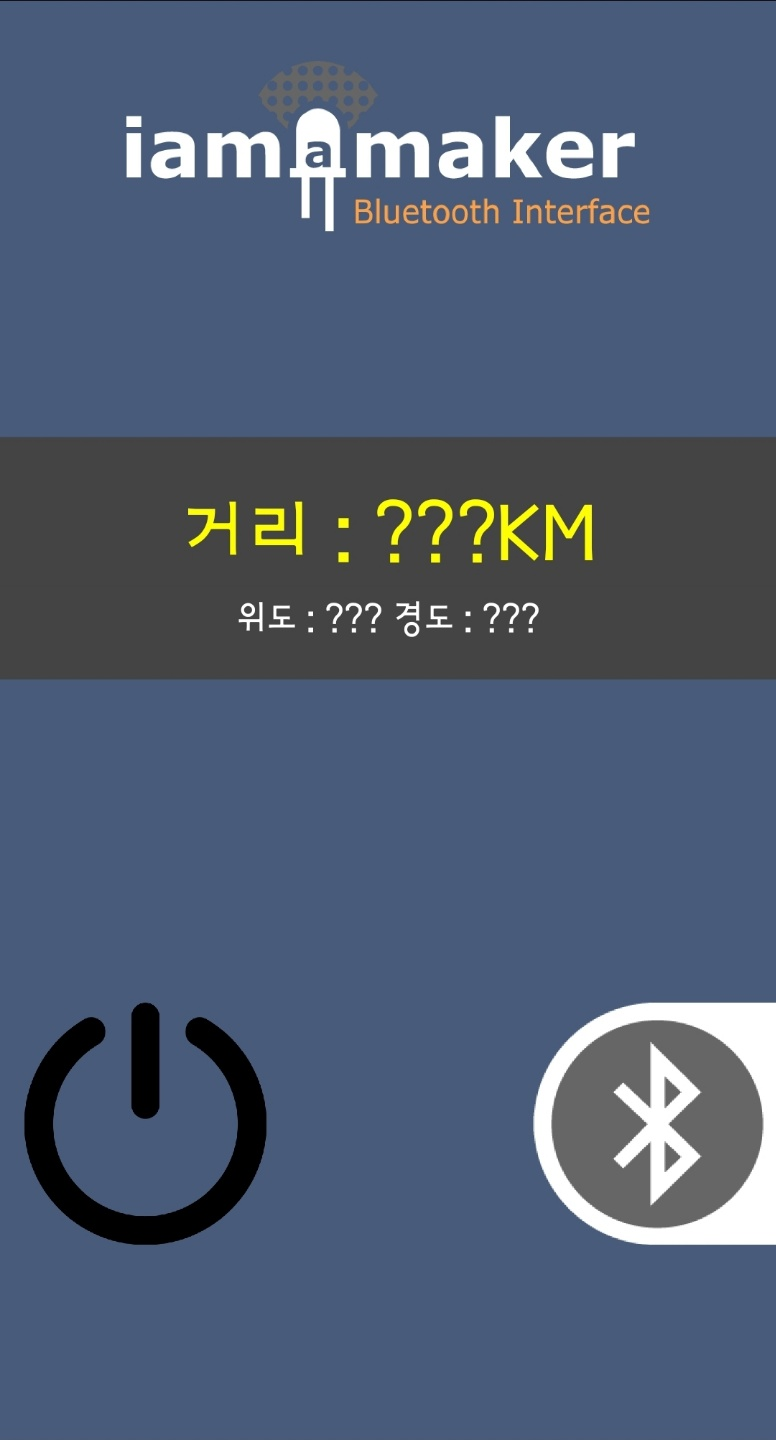 iamamaker
Bluetooth Interface
거리 : ???KM
위도 : ??? 경도 : ???